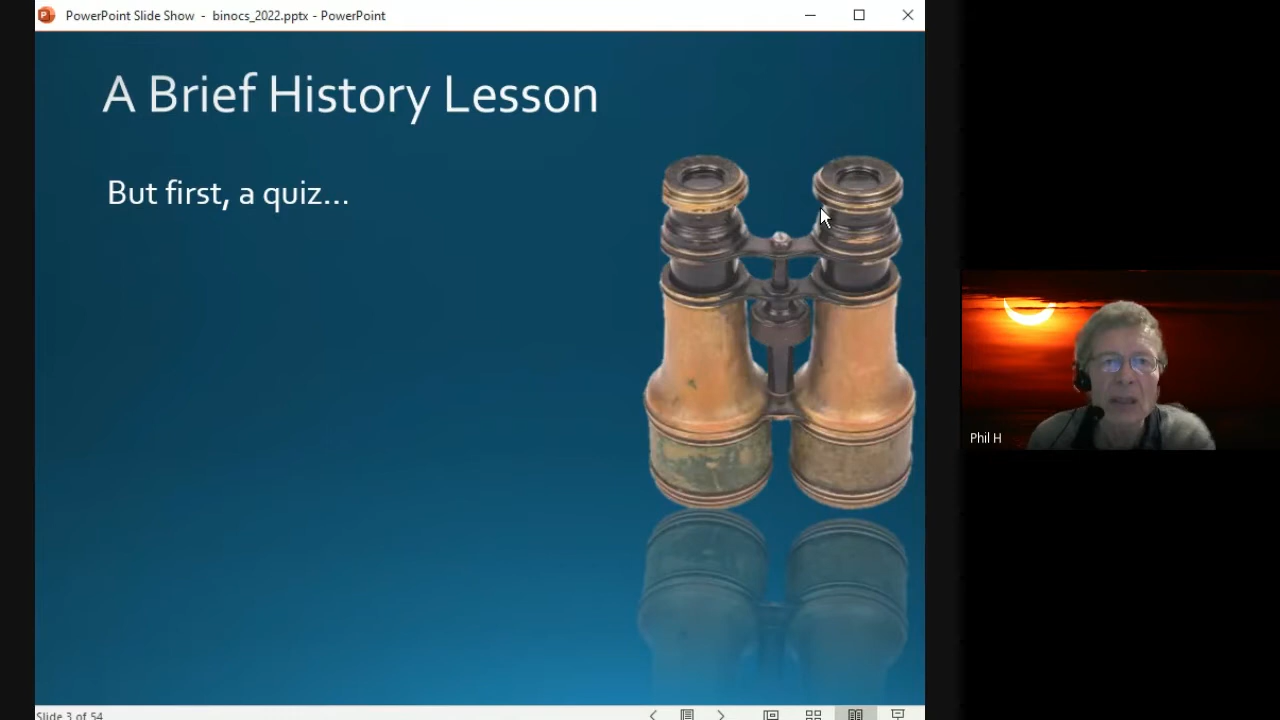 PowerPoint Slide Show - binocs_2022.pptx - PowerPoint
A Brief History Lesson
But first, a quiz...
Phil H
Slide 3 of 54